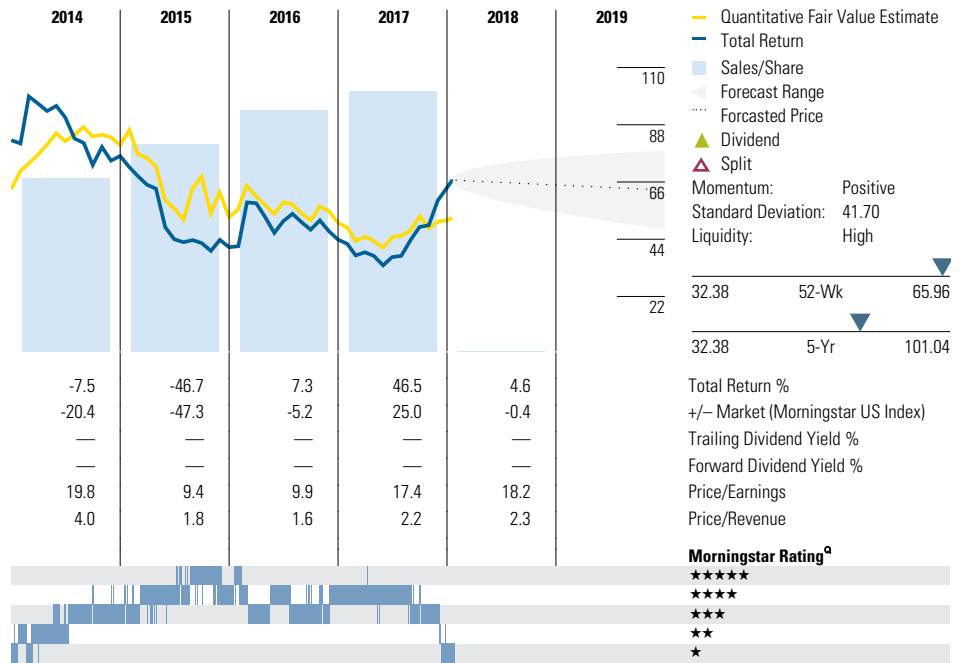 2014 2015 2016 2017 2018 2019
Quantitative Fair Value Estimate
Total Return
Sales/Share
Forecast Range
Forcasted Price
Dividend
Split
Momentum: Positive
Standard Deviation: 41.70
Liquidity: High
110
88
66
44
22
32.38 52-Wk 65.96
32.38 5-Yr 101.04
-7.5 -46.7 7.3 46.5 4.6 Total Return %
-20.4 -47.3 -5.2 25.0 -0.4 +/– Market (Morningstar US Index)
— — — — Trailing Dividend Yield %
— — — — Forward Dividend Yield %
19.8 9.4 9.9 17.4 18.2 Price/Earnings
4.0 1.8 1.6 2.2 2.3 Price/Revenue
Morningstar Rating^Q
★★★★★
★★★★
★★★
★★
★